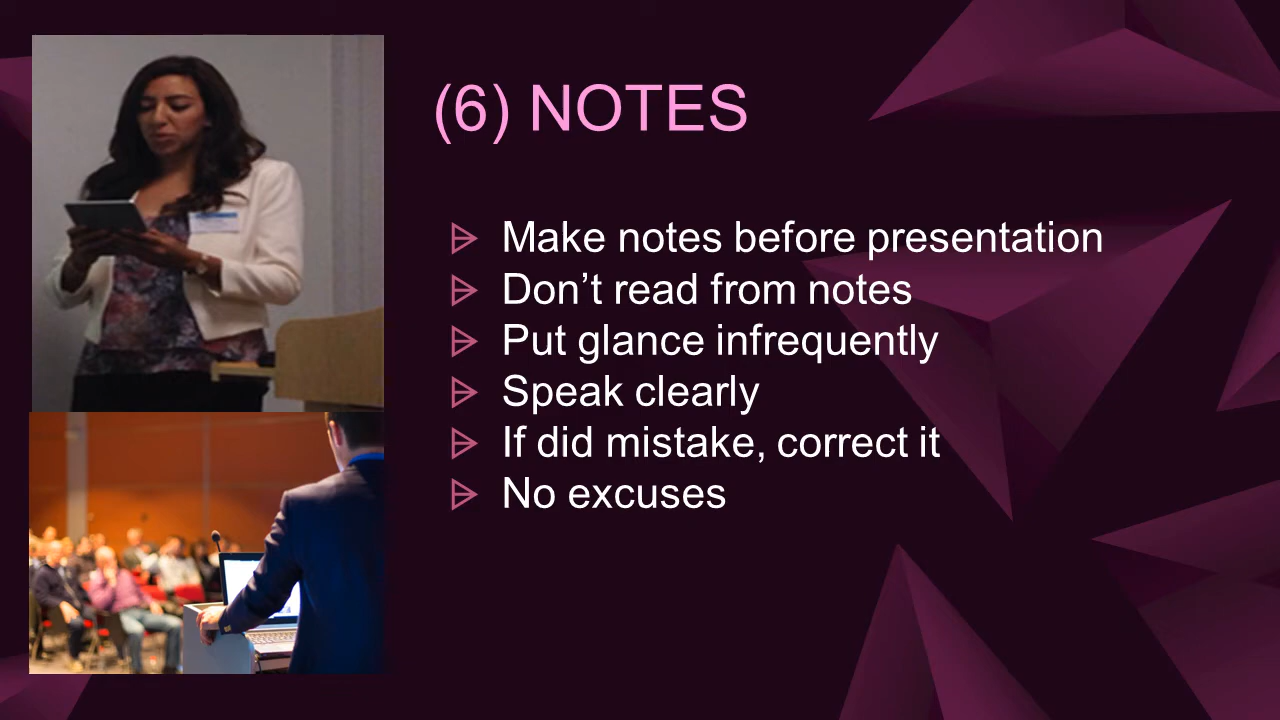 (6) NOTES
Make notes before presentation
Don’t read from notes
Put glance infrequently
Speak clearly
If did mistake, correct it
No excuses